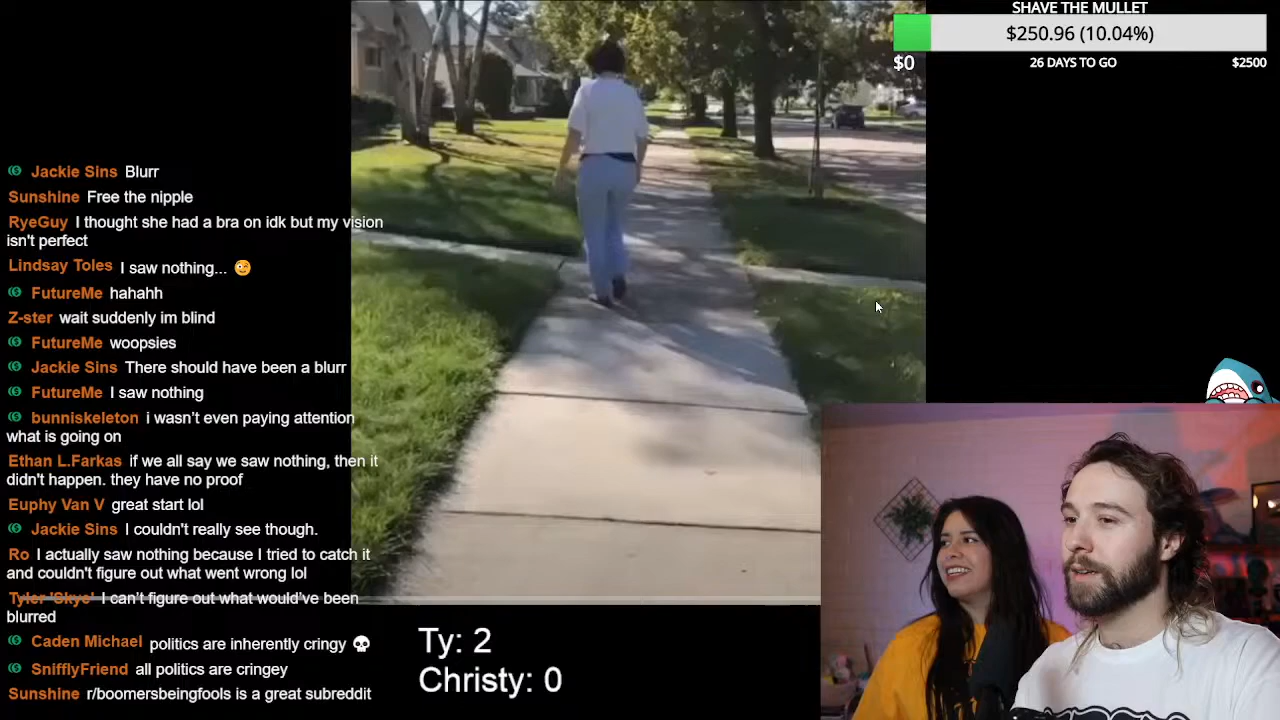 SHAVE THE MULLET
$250.96 (10.04%)
$0
26 DAYS TO GO
$2500
Jackie Sins Blurr
Sunshine Free the nipple
RyeGuy I thought she had a bra on idk but my vision
isn't perfect
Lindsay Toles I saw nothing... 😉
FutureMe hahahh
Z-ster wait suddenly im blind
FutureMe woopsies
Jackie Sins There should have been a blurr
FutureMe I saw nothing
bunniskeleton i wasn't even paying attention
what is going on
Ethan L.Farkas if we all say we saw nothing, then it
didn't happen. they have no proof
Euphy Van V great start lol
Jackie Sins I couldn't really see though.
Ro I actually saw nothing because I tried to catch it
and couldn't figure out what went wrong lol
Tyler 'Skye' I can't figure out what would've been
blurred
Caden Michael politics are inherently cringy 💀
SnifflyFriend all politics are cringey
Sunshine r/boomersbeingfools is a great subreddit
Ty: 2
Christy: 0